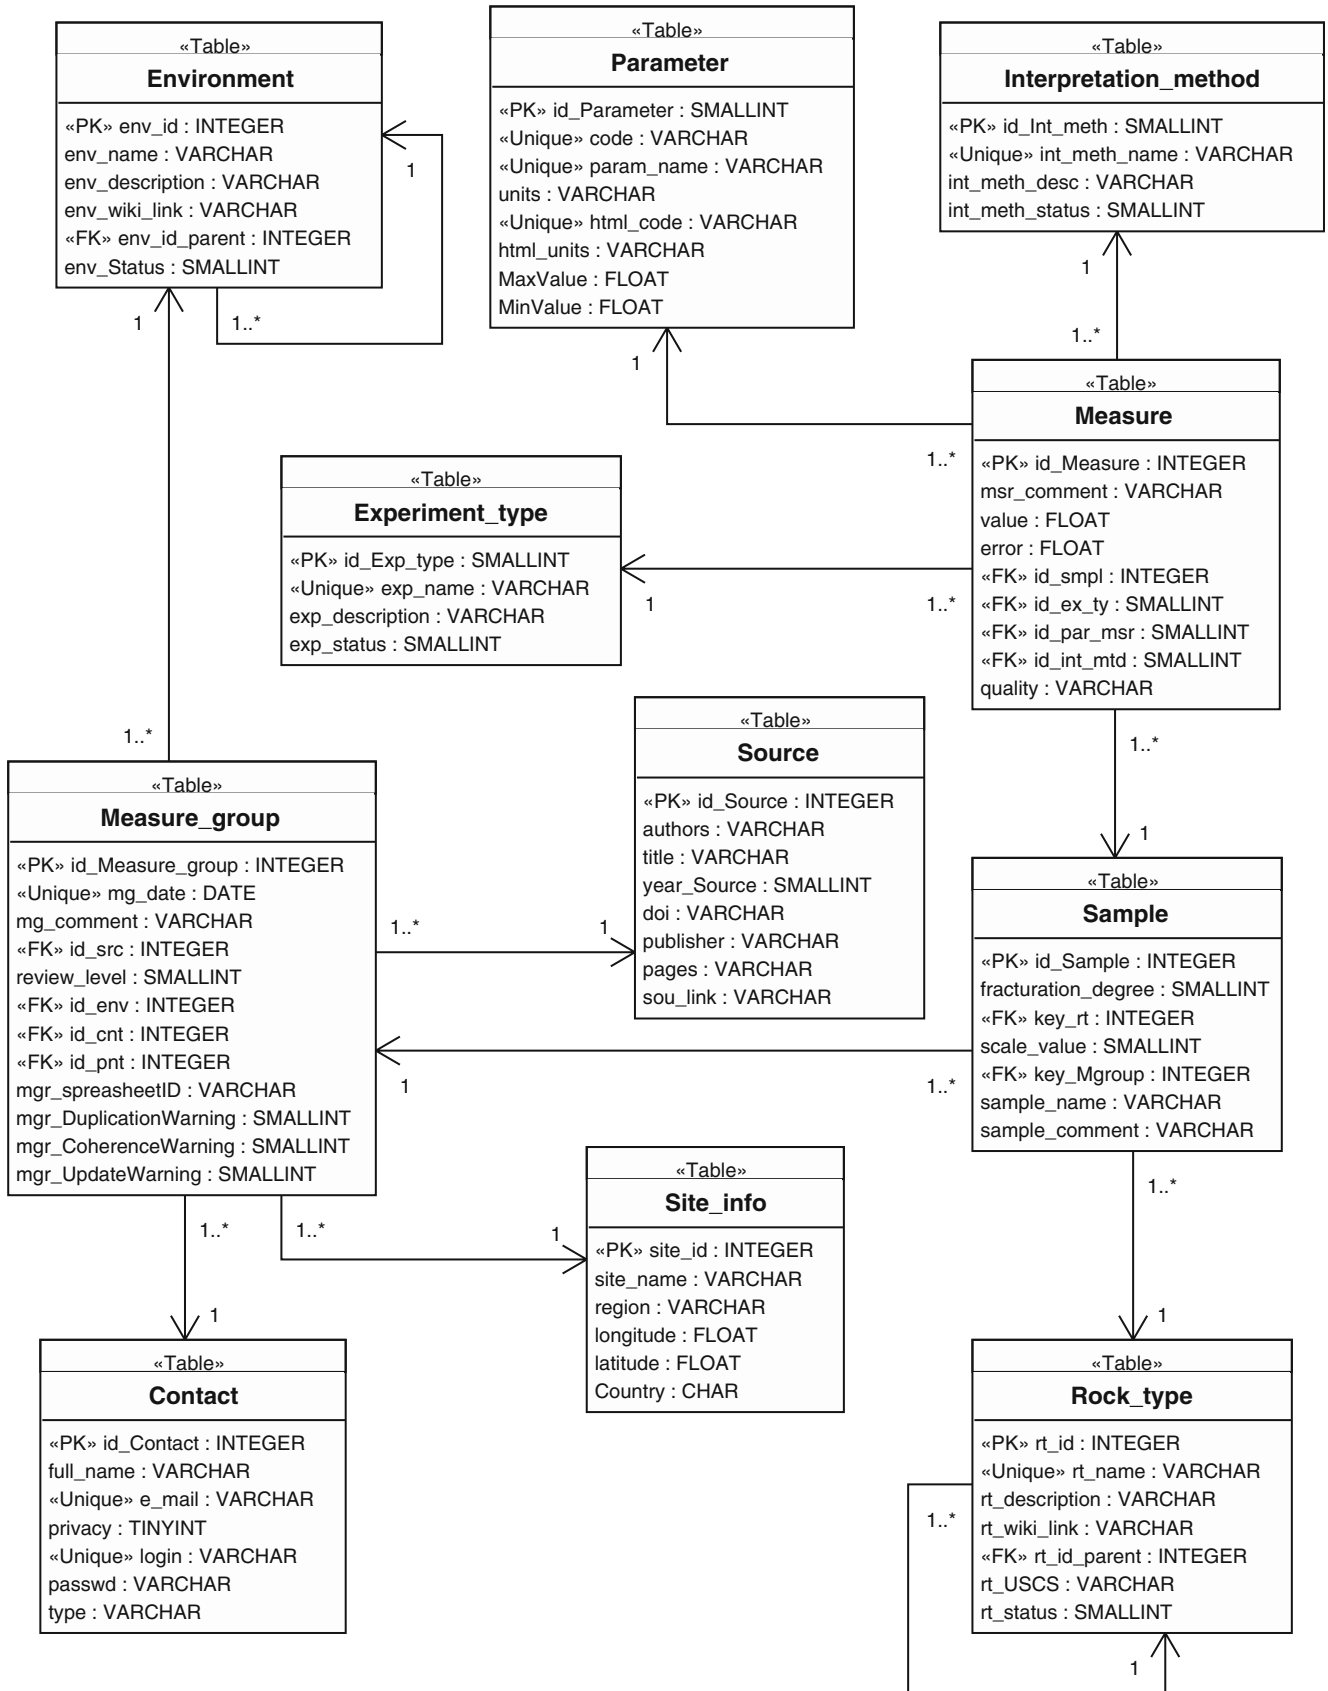 «Table»
Environment
«PK» env_id : INTEGER
env_name : VARCHAR
env_description : VARCHAR
env_wiki_link : VARCHAR
«FK» env_id_parent : INTEGER
env_Status : SMALLINT
1
1
1..*
«Table»
Parameter
«PK» id_Parameter : SMALLINT
«Unique» code : VARCHAR
«Unique» param_name : VARCHAR
units : VARCHAR
«Unique» html_code : VARCHAR
html_units : VARCHAR
MaxValue : FLOAT
MinValue : FLOAT
1
«Table»
Interpretation_method
«PK» id_Int_meth : SMALLINT
«Unique» int_meth_name : VARCHAR
int_meth_desc : VARCHAR
int_meth_status : SMALLINT
1
1..*
«Table»
Measure
«PK» id_Measure : INTEGER
msr_comment : VARCHAR
value : FLOAT
error : FLOAT
«FK» id_smpl : INTEGER
«FK» id_ex_ty : SMALLINT
«FK» id_par_msr : SMALLINT
«FK» id_int_mtd : SMALLINT
quality : VARCHAR
1..*
1..*
1..*
«Table»
Experiment_type
«PK» id_Exp_type : SMALLINT
«Unique» exp_name : VARCHAR
exp_description : VARCHAR
exp_status : SMALLINT
1
«Table»
Source
«PK» id_Source : INTEGER
authors : VARCHAR
title : VARCHAR
year_Source : SMALLINT
doi : VARCHAR
publisher : VARCHAR
pages : VARCHAR
sou_link : VARCHAR
1
1..*
«Table»
Measure_group
«PK» id_Measure_group : INTEGER
«Unique» mg_date : DATE
mg_comment : VARCHAR
«FK» id_src : INTEGER
review_level : SMALLINT
«FK» id_env : INTEGER
«FK» id_cnt : INTEGER
«FK» id_pnt : INTEGER
mgr_spreasheetID : VARCHAR
mgr_DuplicationWarning : SMALLINT
mgr_CoherenceWarning : SMALLINT
mgr_UpdateWarning : SMALLINT
1..*
1
1..*
1..*
1
«Table»
Sample
«PK» id_Sample : INTEGER
fracturation_degree : SMALLINT
«FK» key_rt : INTEGER
scale_value : SMALLINT
«FK» key_Mgroup : INTEGER
sample_name : VARCHAR
sample_comment : VARCHAR
1..*
1..*
«Table»
Site_info
«PK» site_id : INTEGER
site_name : VARCHAR
region : VARCHAR
longitude : FLOAT
latitude : FLOAT
Country : CHAR
1
1
«Table»
Contact
«PK» id_Contact : INTEGER
full_name : VARCHAR
«Unique» e_mail : VARCHAR
privacy : TINYINT
«Unique» login : VARCHAR
passwd : VARCHAR
type : VARCHAR
1
«Table»
Rock_type
«PK» rt_id : INTEGER
«Unique» rt_name : VARCHAR
rt_description : VARCHAR
rt_wiki_link : VARCHAR
«FK» rt_id_parent : INTEGER
rt_USCS : VARCHAR
rt_status : SMALLINT
1..*
1